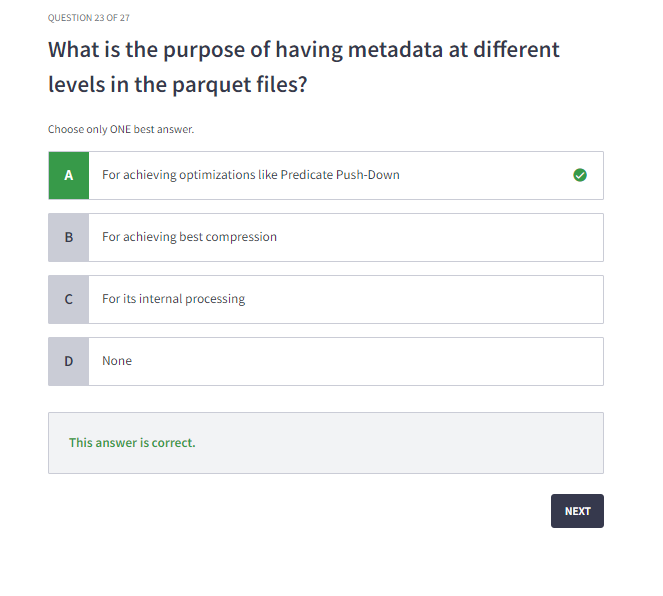 QUESTION 23 OF 27
What is the purpose of having metadata at different
levels in the parquet files?
Choose only ONE best answer.
A For achieving optimizations like Predicate Push-Down
B For achieving best compression
C For its internal processing
D None
This answer is correct.
NEXT